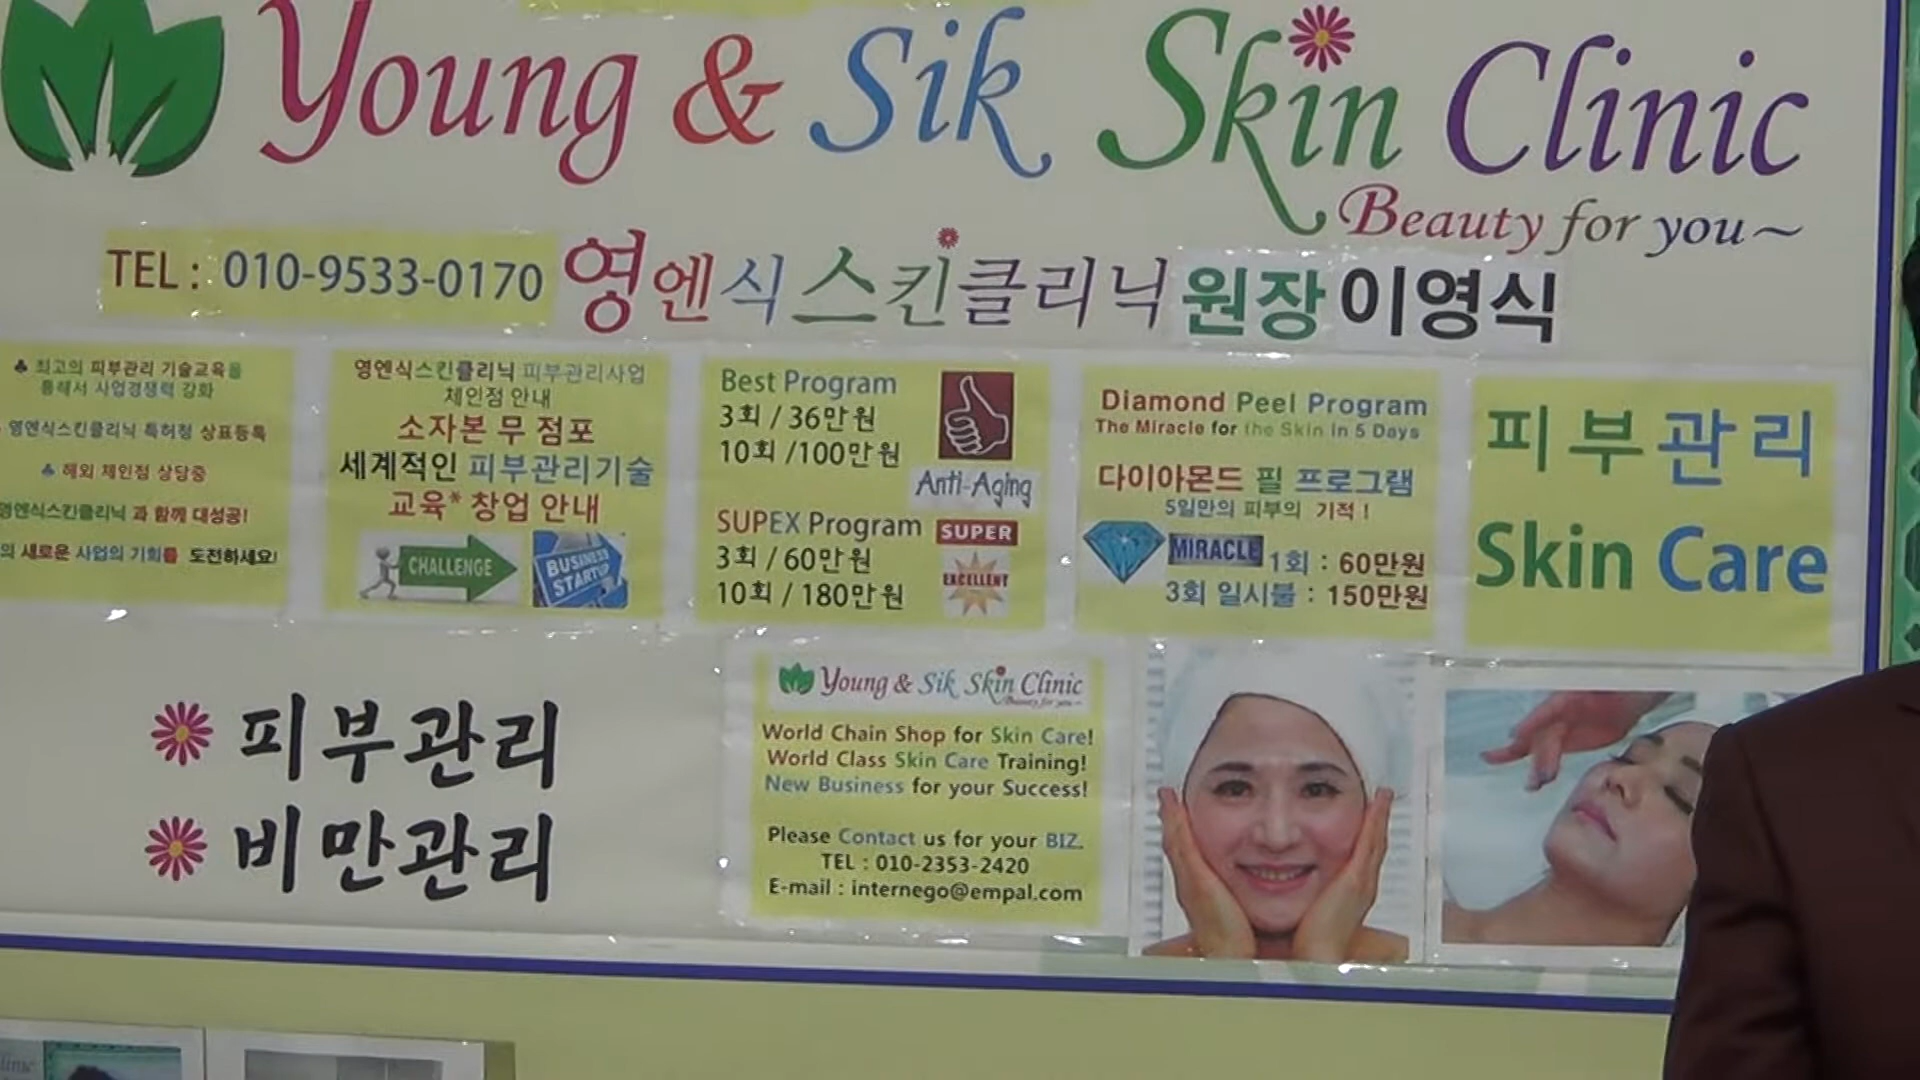 Young & Sik Skin Clinic
Beauty for you~
TEL : 010-9533-0170 영엔식스킨클리닉 원장 이영식
♣ 최고의 피부관리 기술교육을
통해서 사업경쟁력 강화
영엔식스킨클리닉 특허청 상표등록
♣ 해외 체인점 상담중
영엔식스킨클리닉 과 함께 대성공!
의 새로운 사업의 기회를 도전하세요!
영엔식스킨클리닉 피부관리사업
체인점 안내
소자본 무 점포
세계적인 피부관리기술
교육* 창업 안내
CHALLENGE
BUSINESS
STARTUP
Best Program
3회 / 36만원
10회 /100만원
Anti-Aging
SUPEX Program
SUPER
3회 / 60만원
EXCELLENT
10회 / 180만원
Diamond Peel Program
The Miracle for the Skin In 5 Days
다이아몬드 필 프로그램
5일만의 피부의 기적 !
MIRACLE 1회 : 60만원
3회 일시불 : 150만원
피부관리
Skin Care
피부관리
비만관리
Young & Sik Skin Clinic
Beauty for you~
World Chain Shop for Skin Care!
World Class Skin Care Training!
New Business for your Success!
Please Contact us for your BIZ.
TEL : 010-2353-2420
E-mail : internego@empal.com